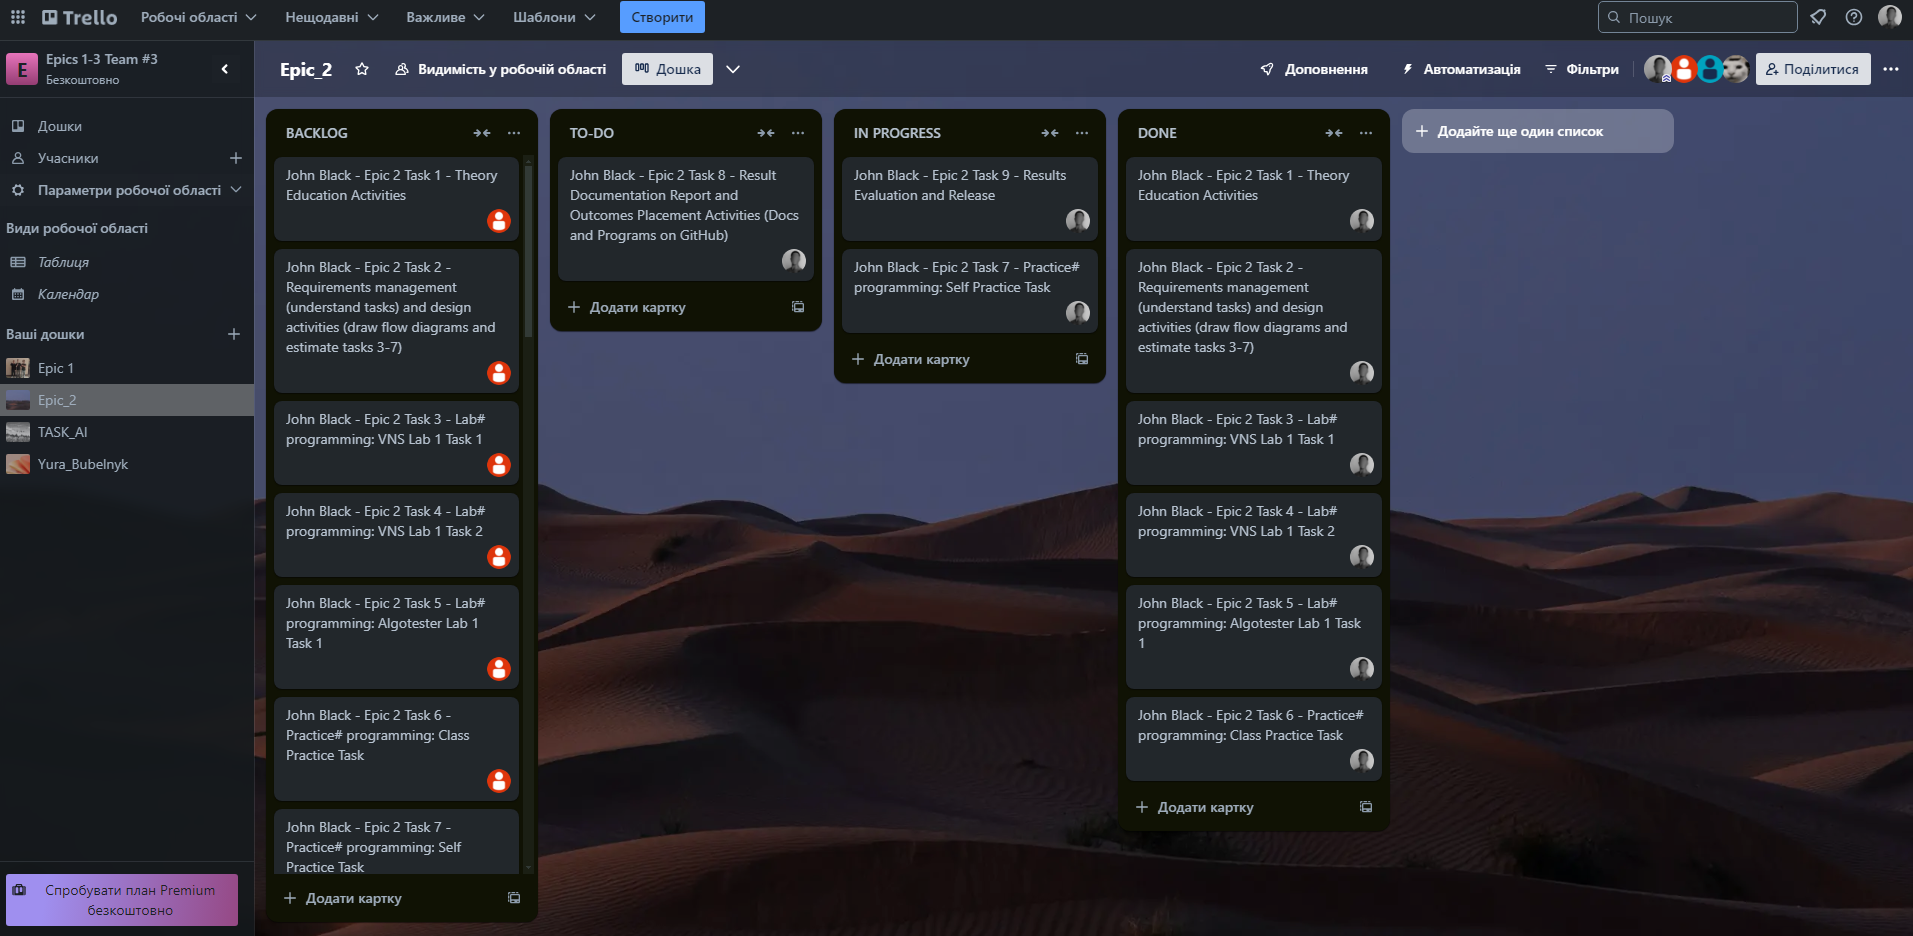 Trello
Робочі області
Нещодавні
Важливе
Шаблони
Створити
Пошук
E
Epics 1-3 Team #3
Безкоштовно
Дошки
Учасники
Параметри робочої області
Види робочої області
Таблиця
Календар
Ваші дошки
Epic 1
Epic_2
TASK_AI
Yura_Bubelnyk
Спробувати план Premium
безкоштовно
Epic_2
Видимість у робочій області
Дошка
Доповнення
Автоматизація
Фільтри
Поділитися
BACKLOG
John Black - Epic 2 Task 1 - Theory
Education Activities
John Black - Epic 2 Task 2 -
Requirements management
(understand tasks) and design
activities (draw flow diagrams and
estimate tasks 3-7)
John Black - Epic 2 Task 3 - Lab#
programming: VNS Lab 1 Task 1
John Black - Epic 2 Task 4 - Lab#
programming: VNS Lab 1 Task 2
John Black - Epic 2 Task 5 - Lab#
programming: Algotester Lab 1
Task 1
John Black - Epic 2 Task 6 -
Practice# programming: Class
Practice Task
John Black - Epic 2 Task 7 -
Practice# programming: Self
Practice Task
Додати картку
TO-DO
John Black - Epic 2 Task 8 - Result
Documentation Report and
Outcomes Placement Activities (Docs
and Programs on GitHub)
Додати картку
IN PROGRESS
John Black - Epic 2 Task 9 - Results
Evaluation and Release
John Black - Epic 2 Task 7 - Practice#
programming: Self Practice Task
Додати картку
DONE
John Black - Epic 2 Task 1 - Theory
Education Activities
John Black - Epic 2 Task 2 -
Requirements management
(understand tasks) and design
activities (draw flow diagrams and
estimate tasks 3-7)
John Black - Epic 2 Task 3 - Lab#
programming: VNS Lab 1 Task 1
John Black - Epic 2 Task 4 - Lab#
programming: VNS Lab 1 Task 2
John Black - Epic 2 Task 5 - Lab#
programming: Algotester Lab 1 Task
1
John Black - Epic 2 Task 6 - Practice#
programming: Class Practice Task
Додати картку
Додайте ще один список